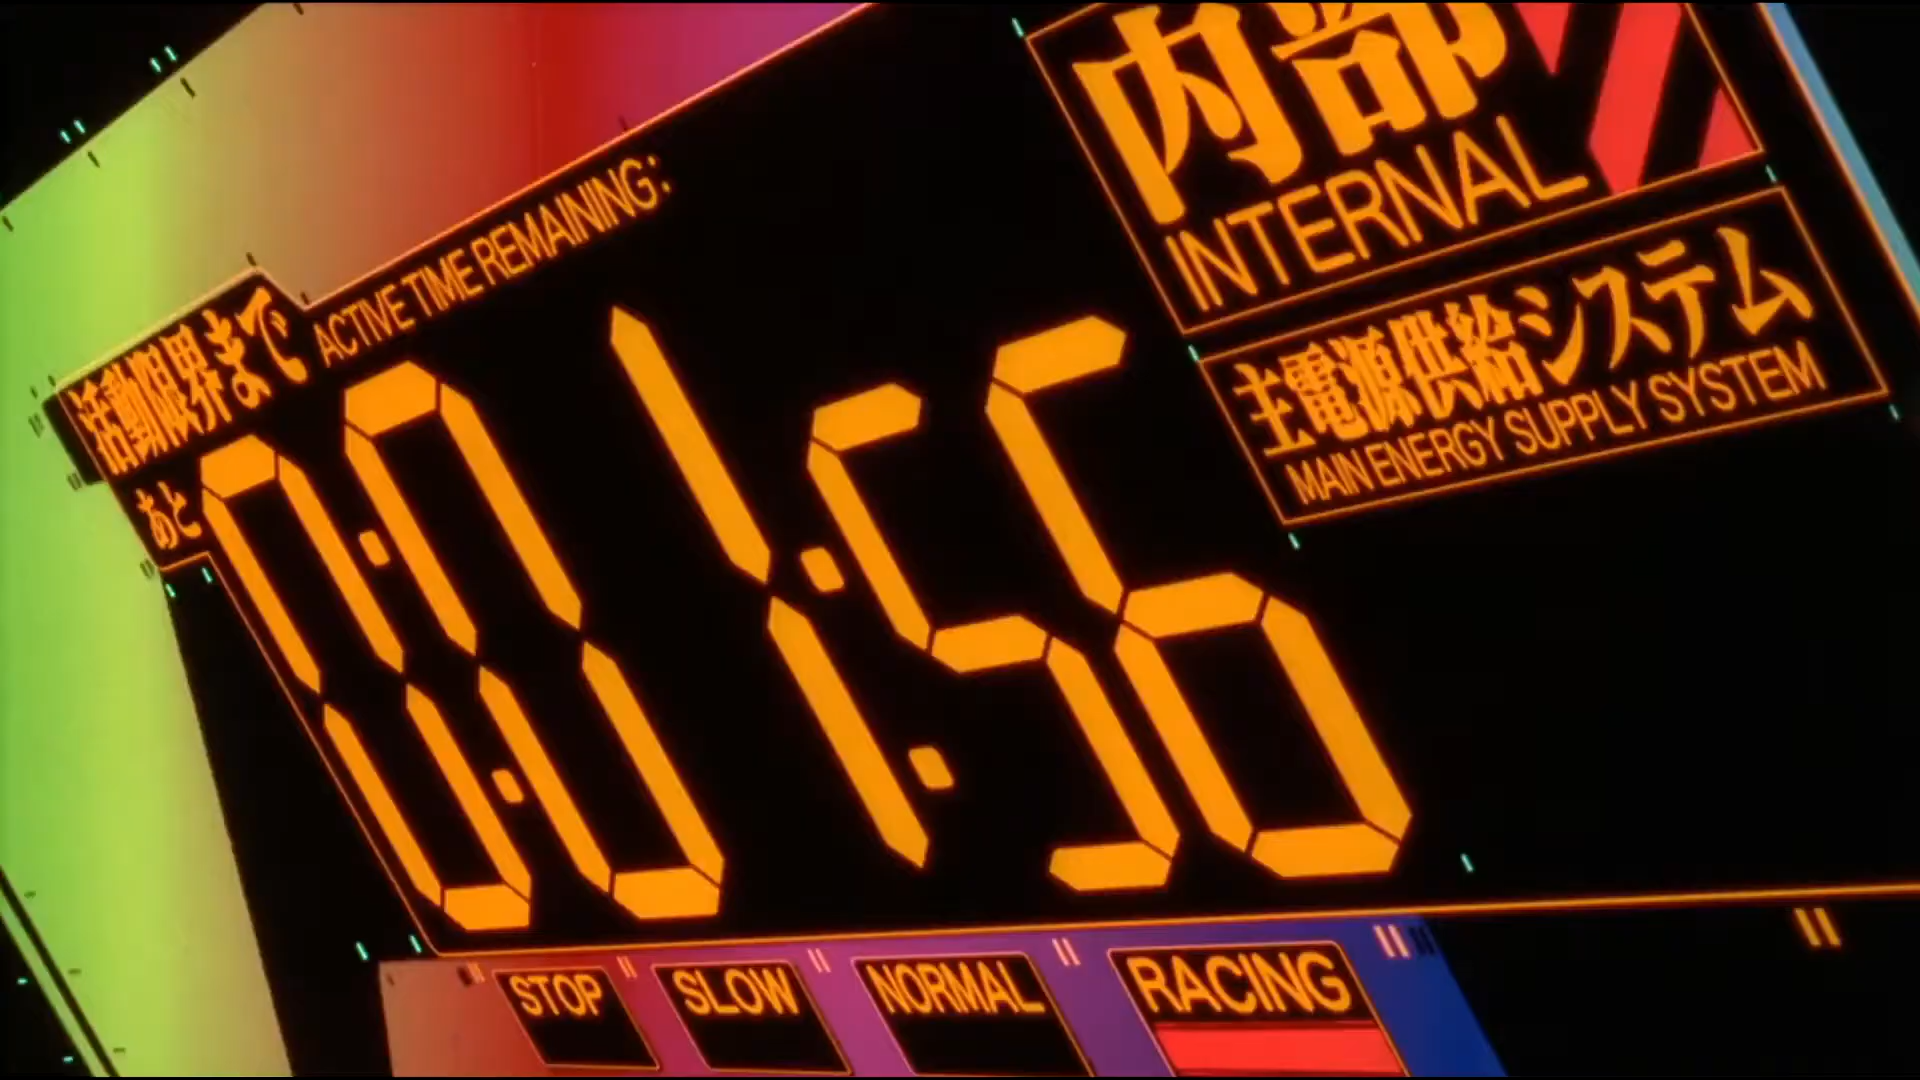 活動限界まで
ACTIVE TIME REMAINING:
あと
0:01:56
内部
INTERNAL
主電源供給システム
MAIN ENERGY SUPPLY SYSTEM
STOP
SLOW
NORMAL
RACING